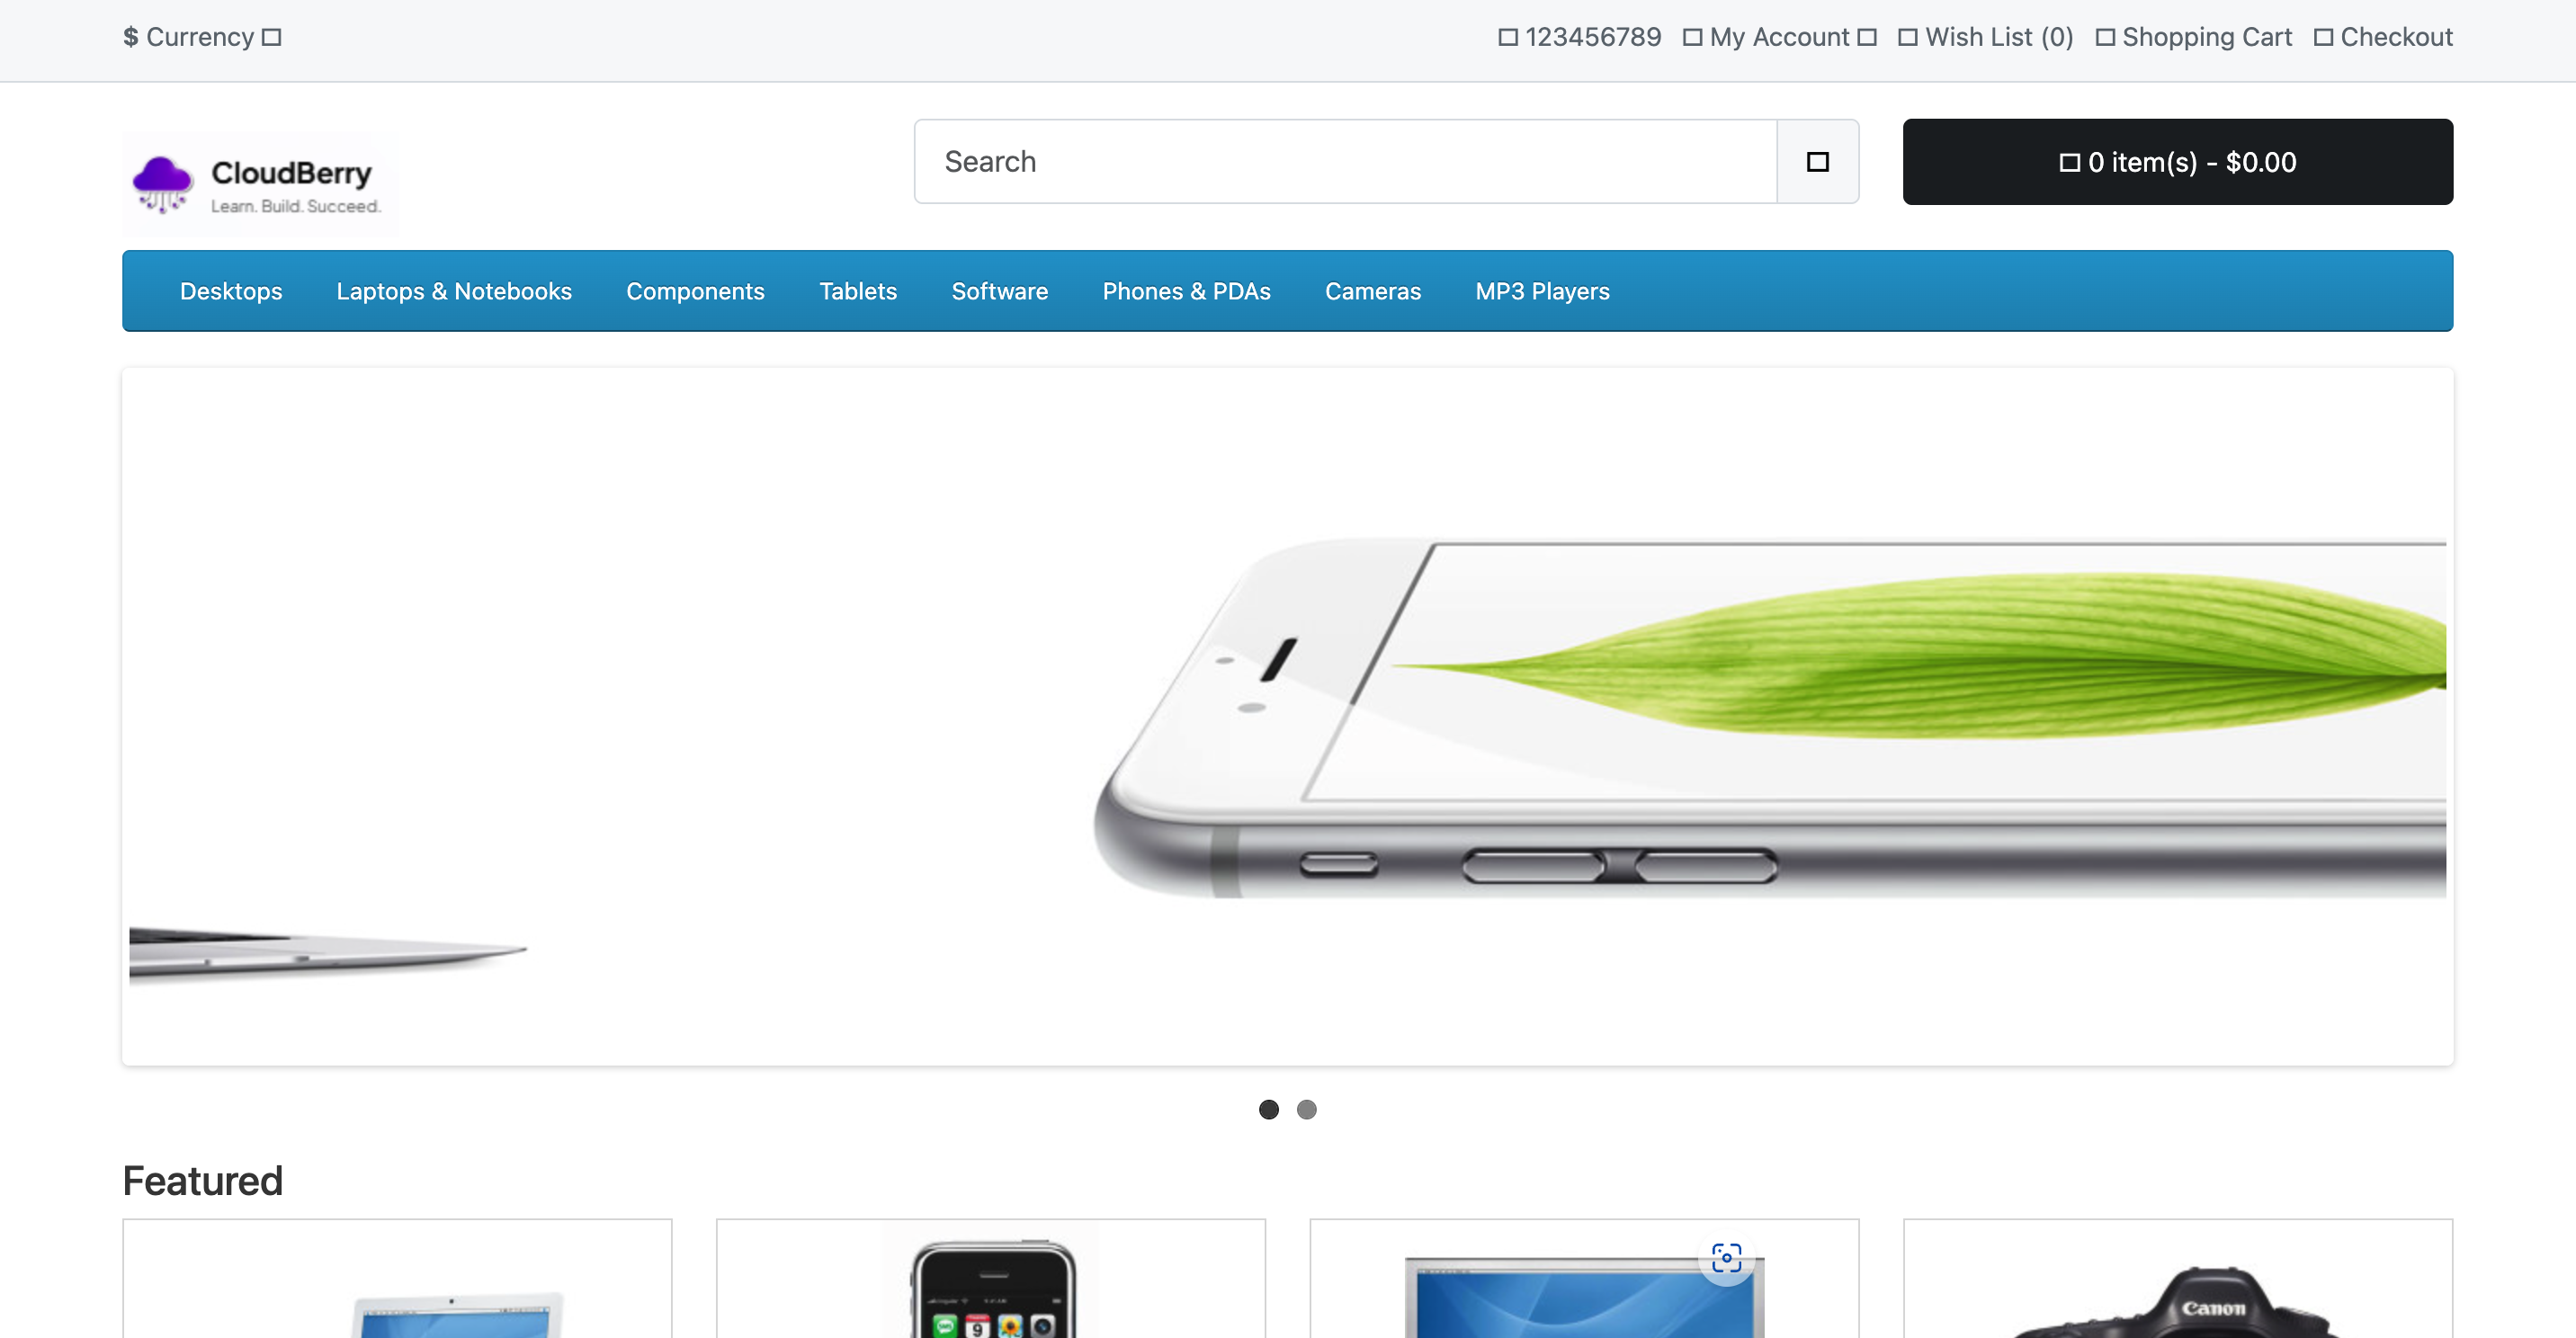 $ Currency
123456789 My Account Wish List (0) Shopping Cart Checkout
CloudBerry
Learn. Build. Succeed.
Search
0 item(s) - $0.00
Desktops Laptops & Notebooks Components Tablets Software Phones & PDAs Cameras MP3 Players
Featured
9
Canon